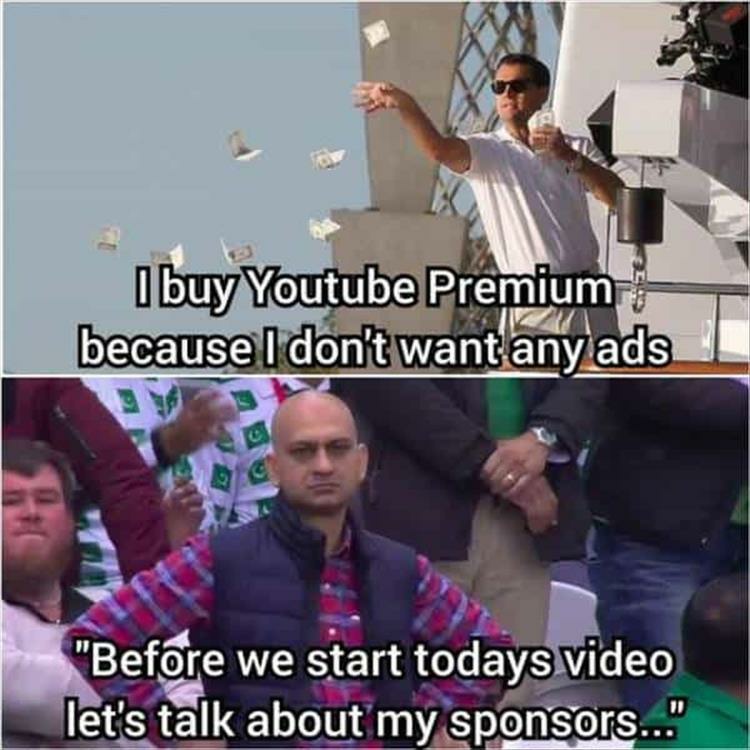 I buy Youtube Premium
because I don't want any ads
"Before we start todays video
let's talk about my sponsors..."